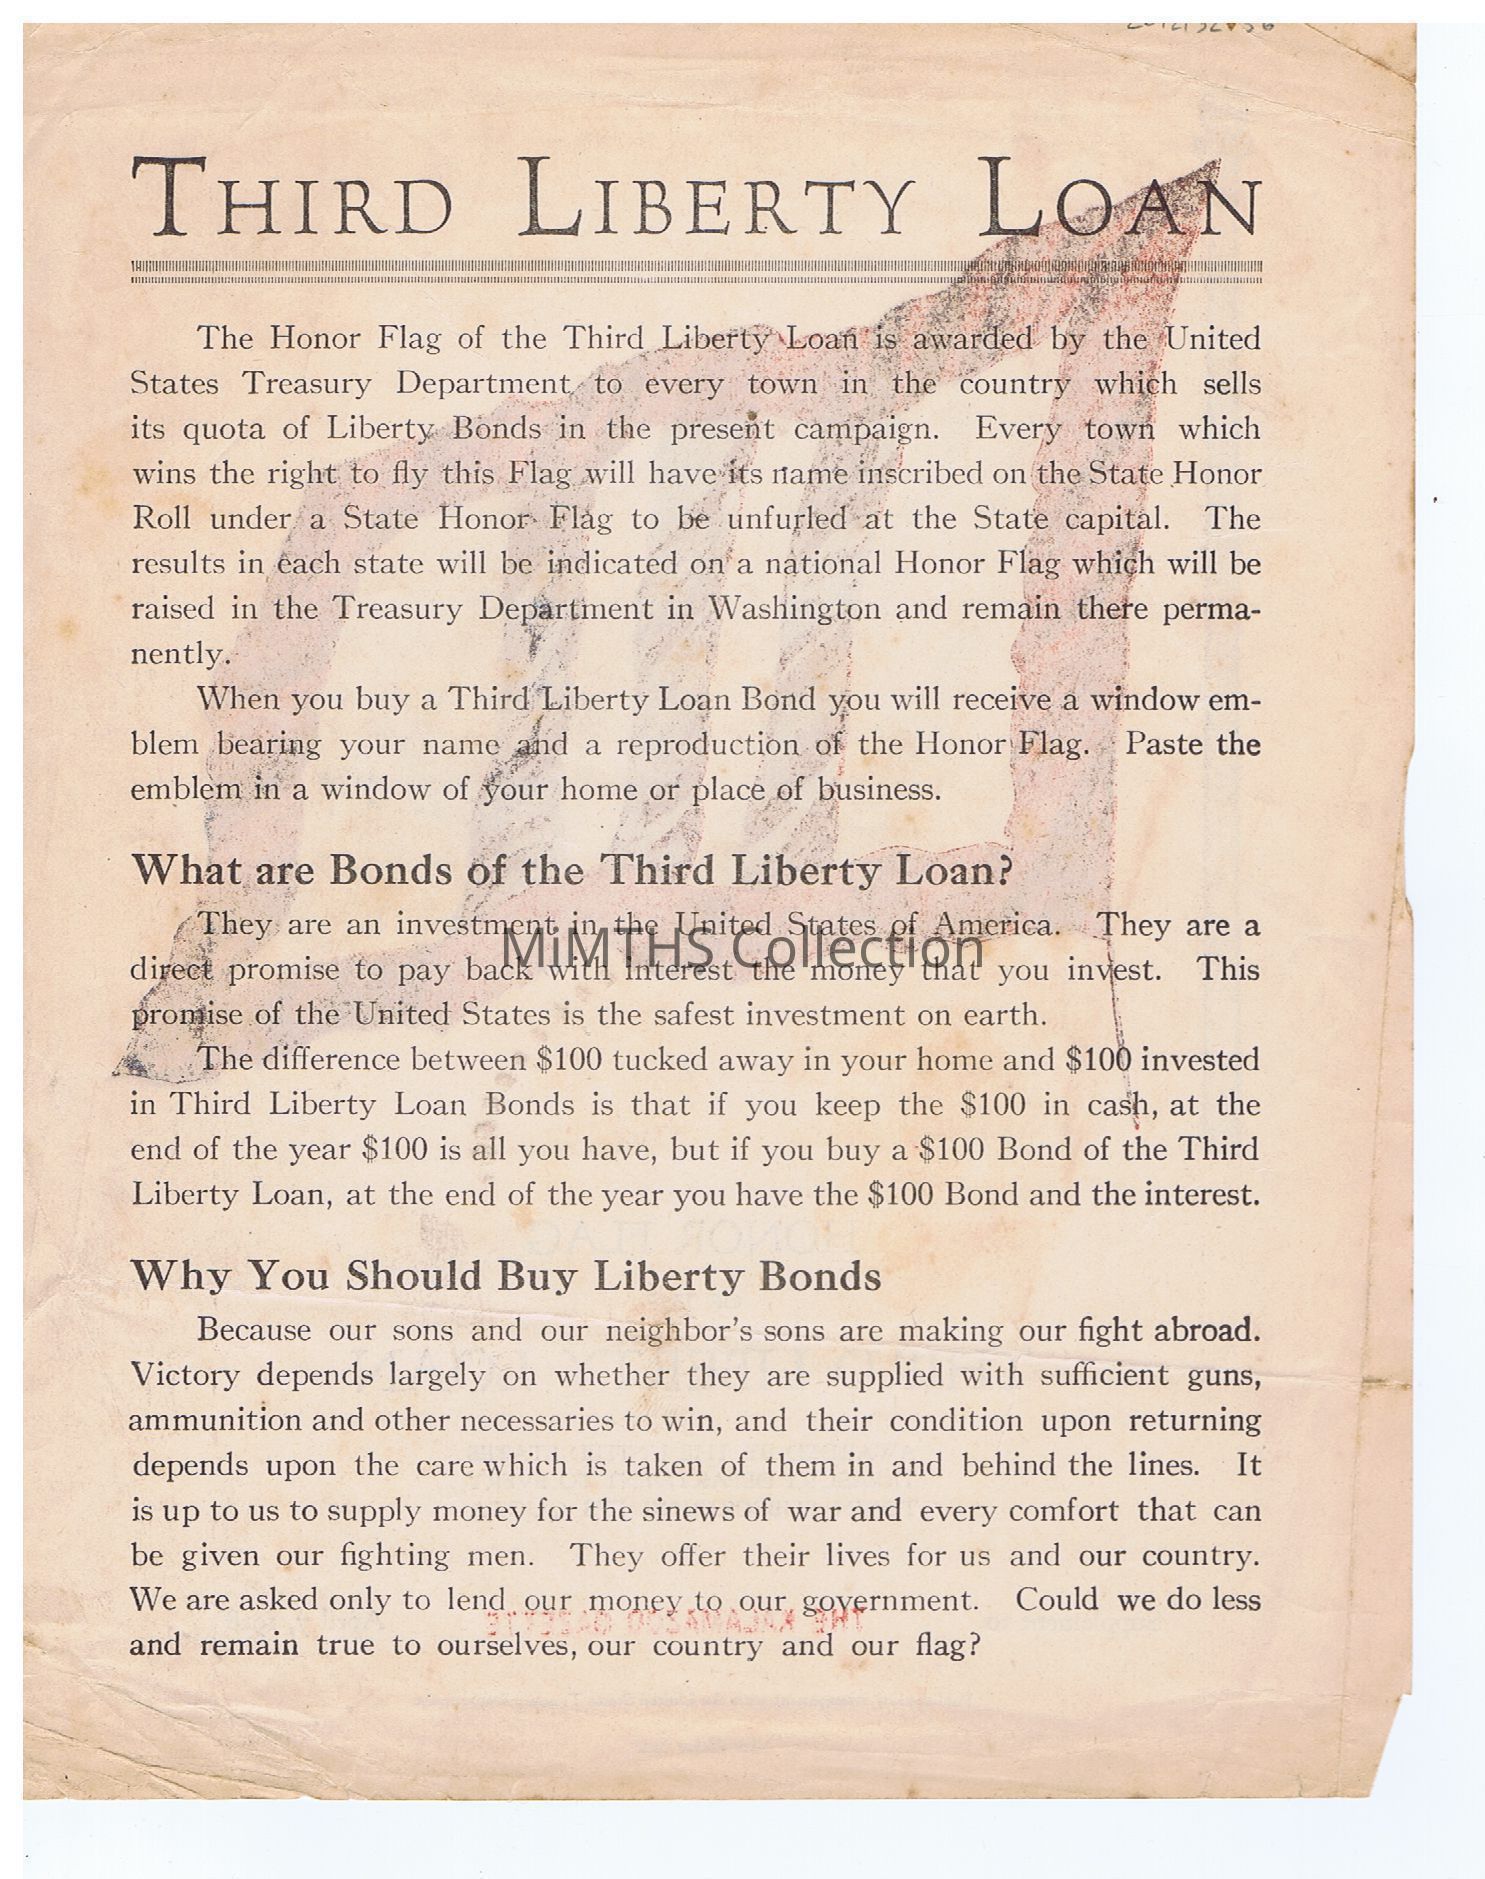 THIRD LIBERTY LOAN
The Honor Flag of the Third Liberty Loan is awarded by the United
States Treasury Department to every town in the country which sells
its quota of Liberty Bonds in the present campaign. Every town which
wins the right to fly this Flag will have its name inscribed on the State Honor
Roll under a State Honor Flag to be unfurled at the State capital. The
results in each state will be indicated on a national Honor Flag which will be
raised in the Treasury Department in Washington and remain there perma-
nently.
When you buy a Third Liberty Loan Bond you will receive a window em-
blem bearing your name and a reproduction of the Honor Flag. Paste the
emblem in a window of your home or place of business.
What are Bonds of the Third Liberty Loan?
They are an investment in the United States of America. They are a
MiMTHS Collection
direct promise to pay back with interest the money that you invest. This
promise of the United States is the safest investment on earth.
The difference between $100 tucked away in your home and $100 invested
in Third Liberty Loan Bonds is that if you keep the $100 in cash, at the
end of the year $100 is all you have, but if you buy a $100 Bond of the Third
Liberty Loan, at the end of the year you have the $100 Bond and the interest.
Why You Should Buy Liberty Bonds
Because our sons and our neighbor's sons are making our fight abroad.
Victory depends largely on whether they are supplied with sufficient guns,
ammunition and other necessaries to win, and their condition upon returning
depends upon the care which is taken of them in and behind the lines. It
is up to us to supply money for the sinews of war and every comfort that can
be given our fighting men. They offer their lives for us and our country.
We are asked only to lend our money to our government. Could we do less
THE KALAMAZOO GAZETTE
and remain true to ourselves, our country and our flag?